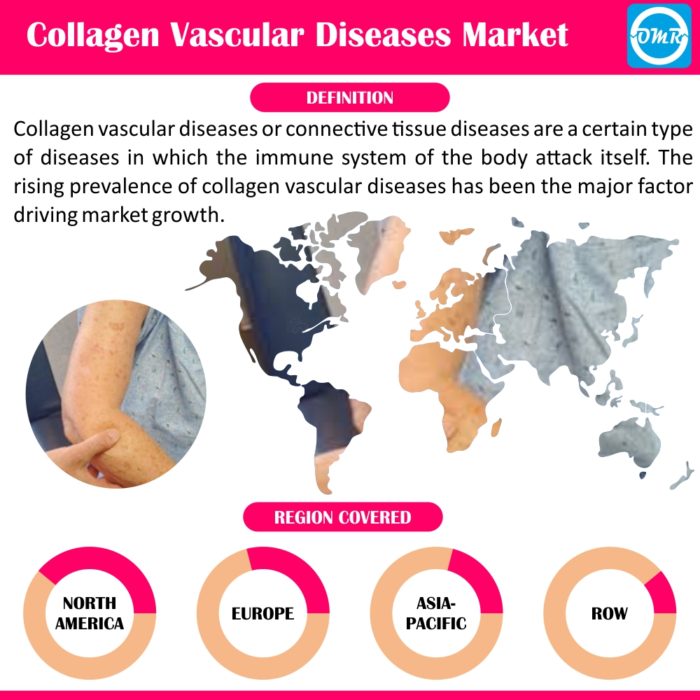 Collagen Vascular Diseases Market
OMR
DEFINITION
Collagen vascular diseases or connective tissue diseases are a certain type
of diseases in which the immune system of the body attack itself. The
rising prevalence of collagen vascular diseases has been the major factor
driving market growth.
REGION COVERED
NORTH
AMERICA
EUROPE
ASIA-
PACIFIC
ROW